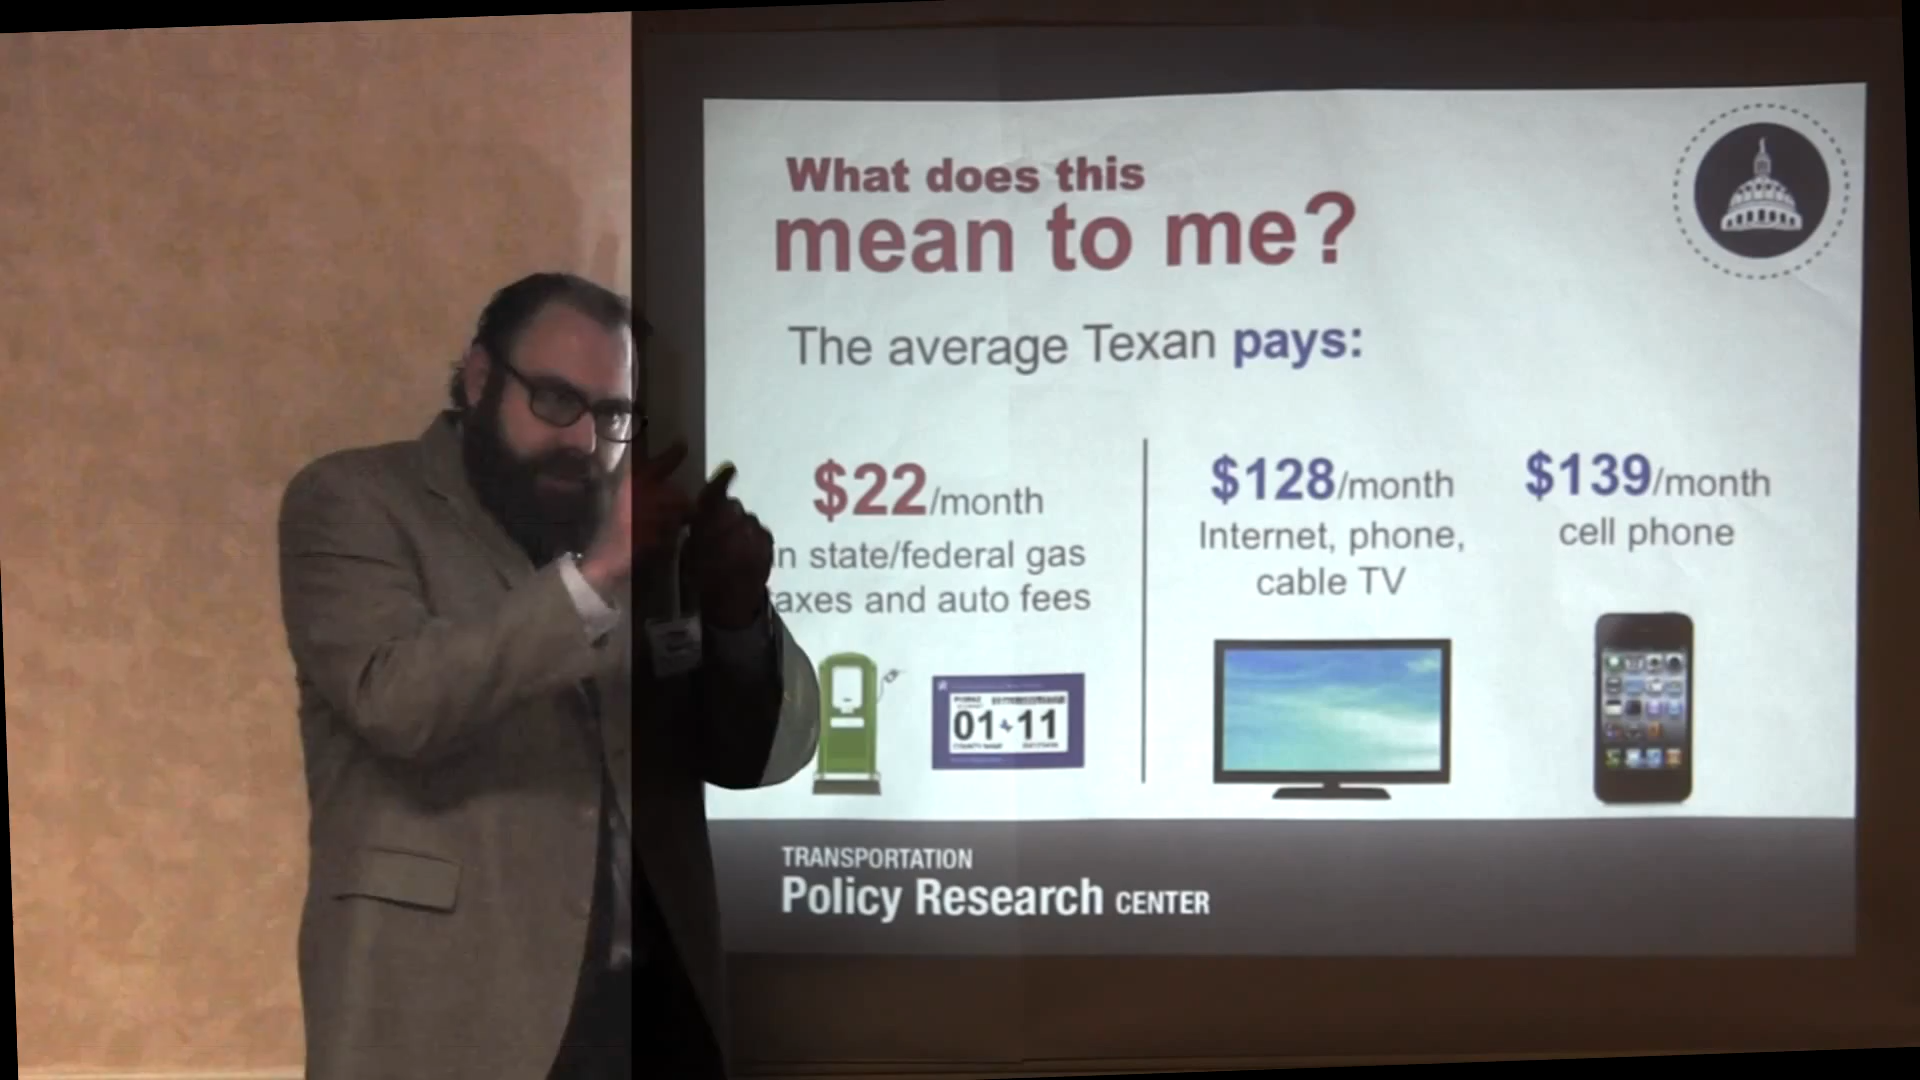 What does this
mean to me?
The average Texan pays:
$22/month
in state/federal gas
taxes and auto fees
$128/month
Internet, phone,
cable TV
$139/month
cell phone
01 11
TRANSPORTATION
Policy Research CENTER